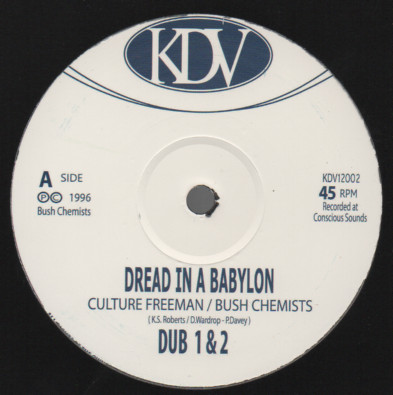 KDV
A SIDE
Ⓟ© 1996
Bush Chemists
KDV12002
45 RPM
Recorded at
Conscious Sounds
DREAD IN A BABYLON
CULTURE FREEMAN / BUSH CHEMISTS
( K.S. Roberts / D.Wardrop - P.Davey )
DUB 1 & 2